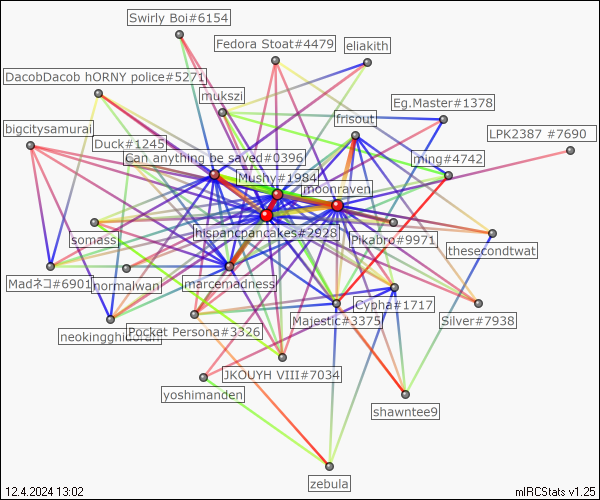 Swirly Boi#6154
Fedora Stoat#4479
eliakith
DacobDacob hORNY police#5271
mukszi
Eg.Master#1378
frisout
bigcitysamurai
LPK2387 #7690
Duck#1245
Can anything be saved#0396
ming#4742
Mushy#1984
moonraven
somass
hispancpancakes#2928
Pikabro#9971
thesecondtwat
Madネコ#6901
normalwan
marcemadness
Cypha#1717
neokingghidorah
Pocket Persona#3326
Majestic#3375
Silver#7938
JKOUYH VIII#7034
yoshimanden
shawntee9
zebula
12.4.2024 13:02
mIRCStats v1.25